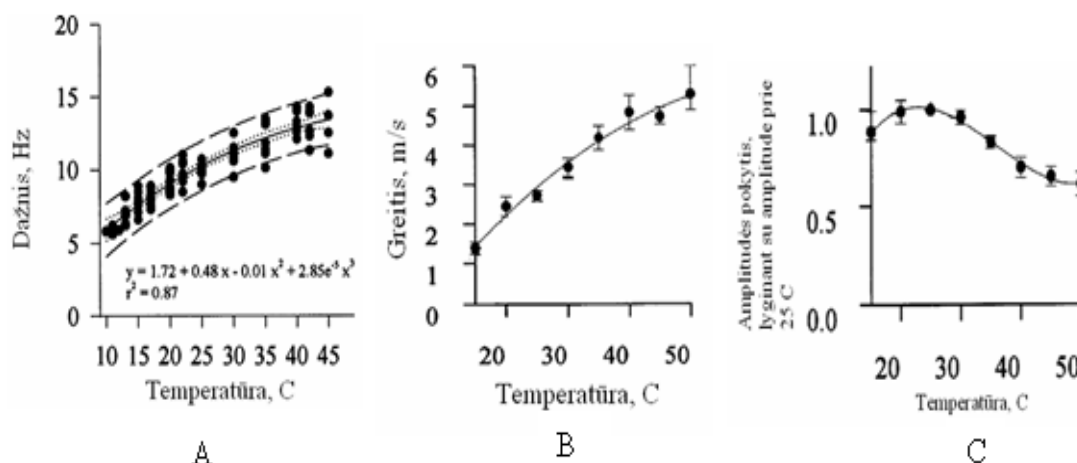 20
15
10
5
0
Dažnis, Hz
y = 1.72 + 0.48 x - 0.01 x² + 2.85e⁻⁵ x³
r² = 0.87
10 15 20 25 30 35 40 45
Temperatūra, C
A
6
5
4
3
2
1
0
Greitis, m/s
20 30 40 50
Temperatūra, C
B
1.0
0.5
0.0
Amplitudės pokytis,
lyginant su amplitude prie
25 C
20 30 40 50
Temperatūra, C
C